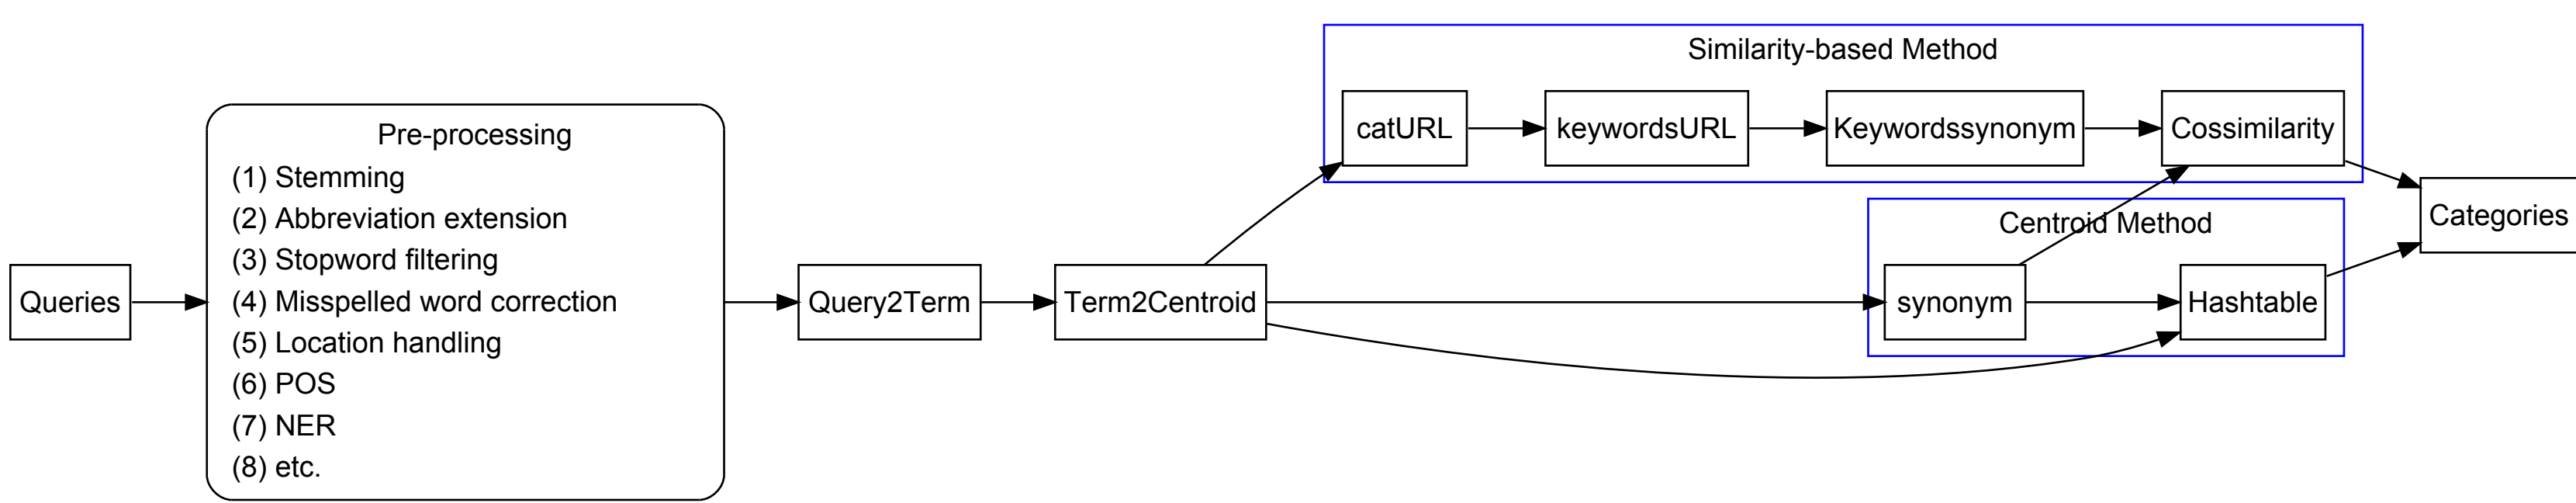 Similarity-based Method
catURL
keywordsURL
Keywordssynonym
Cossimilarity
Pre-processing
(1) Stemming
(2) Abbreviation extension
(3) Stopword filtering
(4) Misspelled word correction
(5) Location handling
(6) POS
(7) NER
(8) etc.
Queries
Query2Term
Term2Centroid
Centroid Method
synonym
Hashtable
Categories